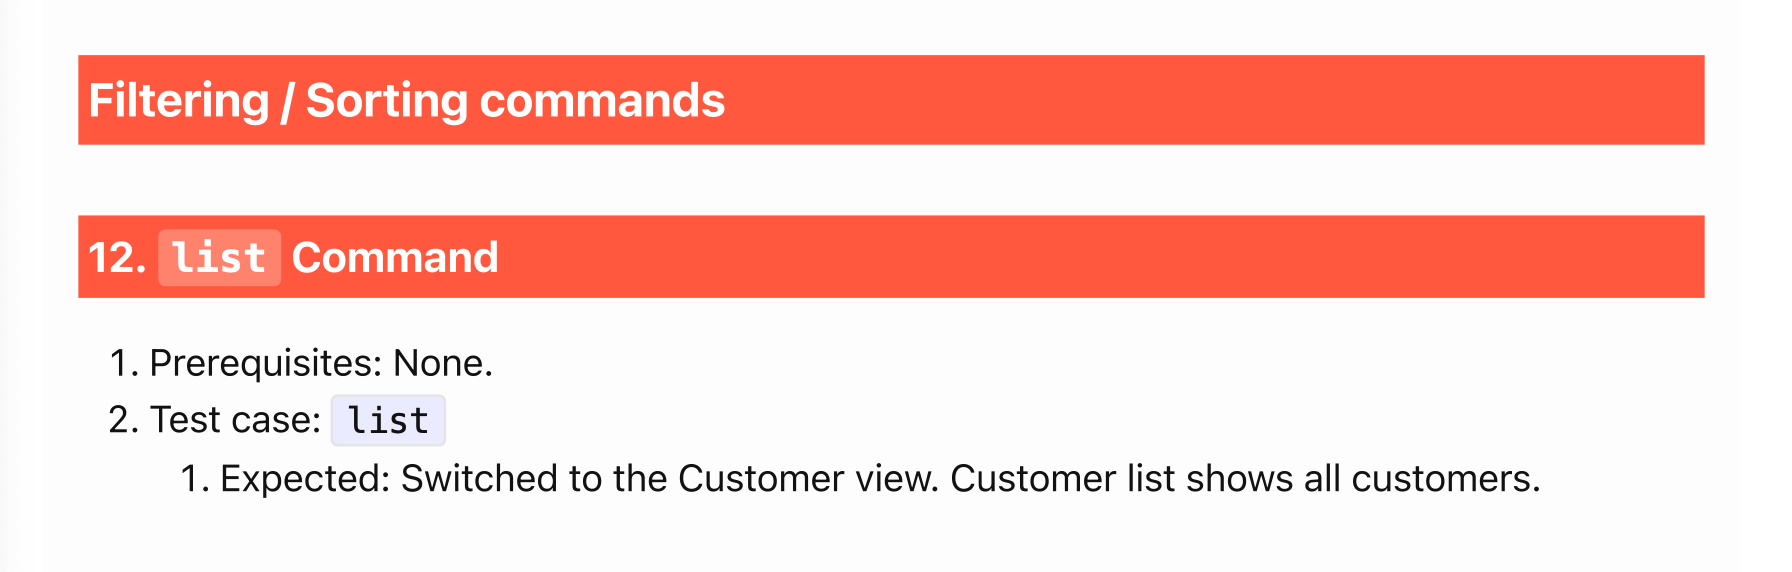 Filtering / Sorting commands
12. list Command
1. Prerequisites: None.
2. Test case: list
1. Expected: Switched to the Customer view. Customer list shows all customers.